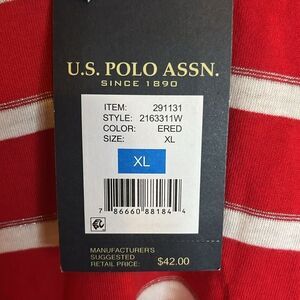 U.S. POLO ASSN.
SINCE 1890
ITEM: 291131
STYLE: 2163311W
COLOR: ERED
SIZE: XL
XL
7 86660 88184 4
MANUFACTURER'S
SUGGESTED
RETAIL PRICE: $42.00